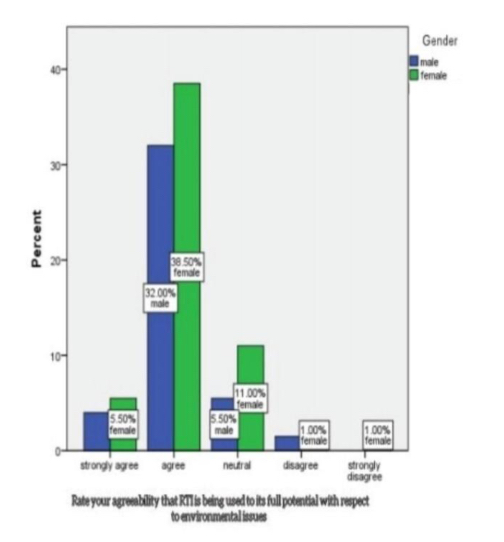 Gender
male
female
40
30
20
10
0
Percent
38.50%
female
32.00%
male
5.50%
female
11.00%
female
5.50%
male
1.00%
female
1.00%
female
strongly agree
agree
neutral
disagree
strongly
disagree
Rate your agreeability that RTI is being used to its full potential with respect
to environmental issues